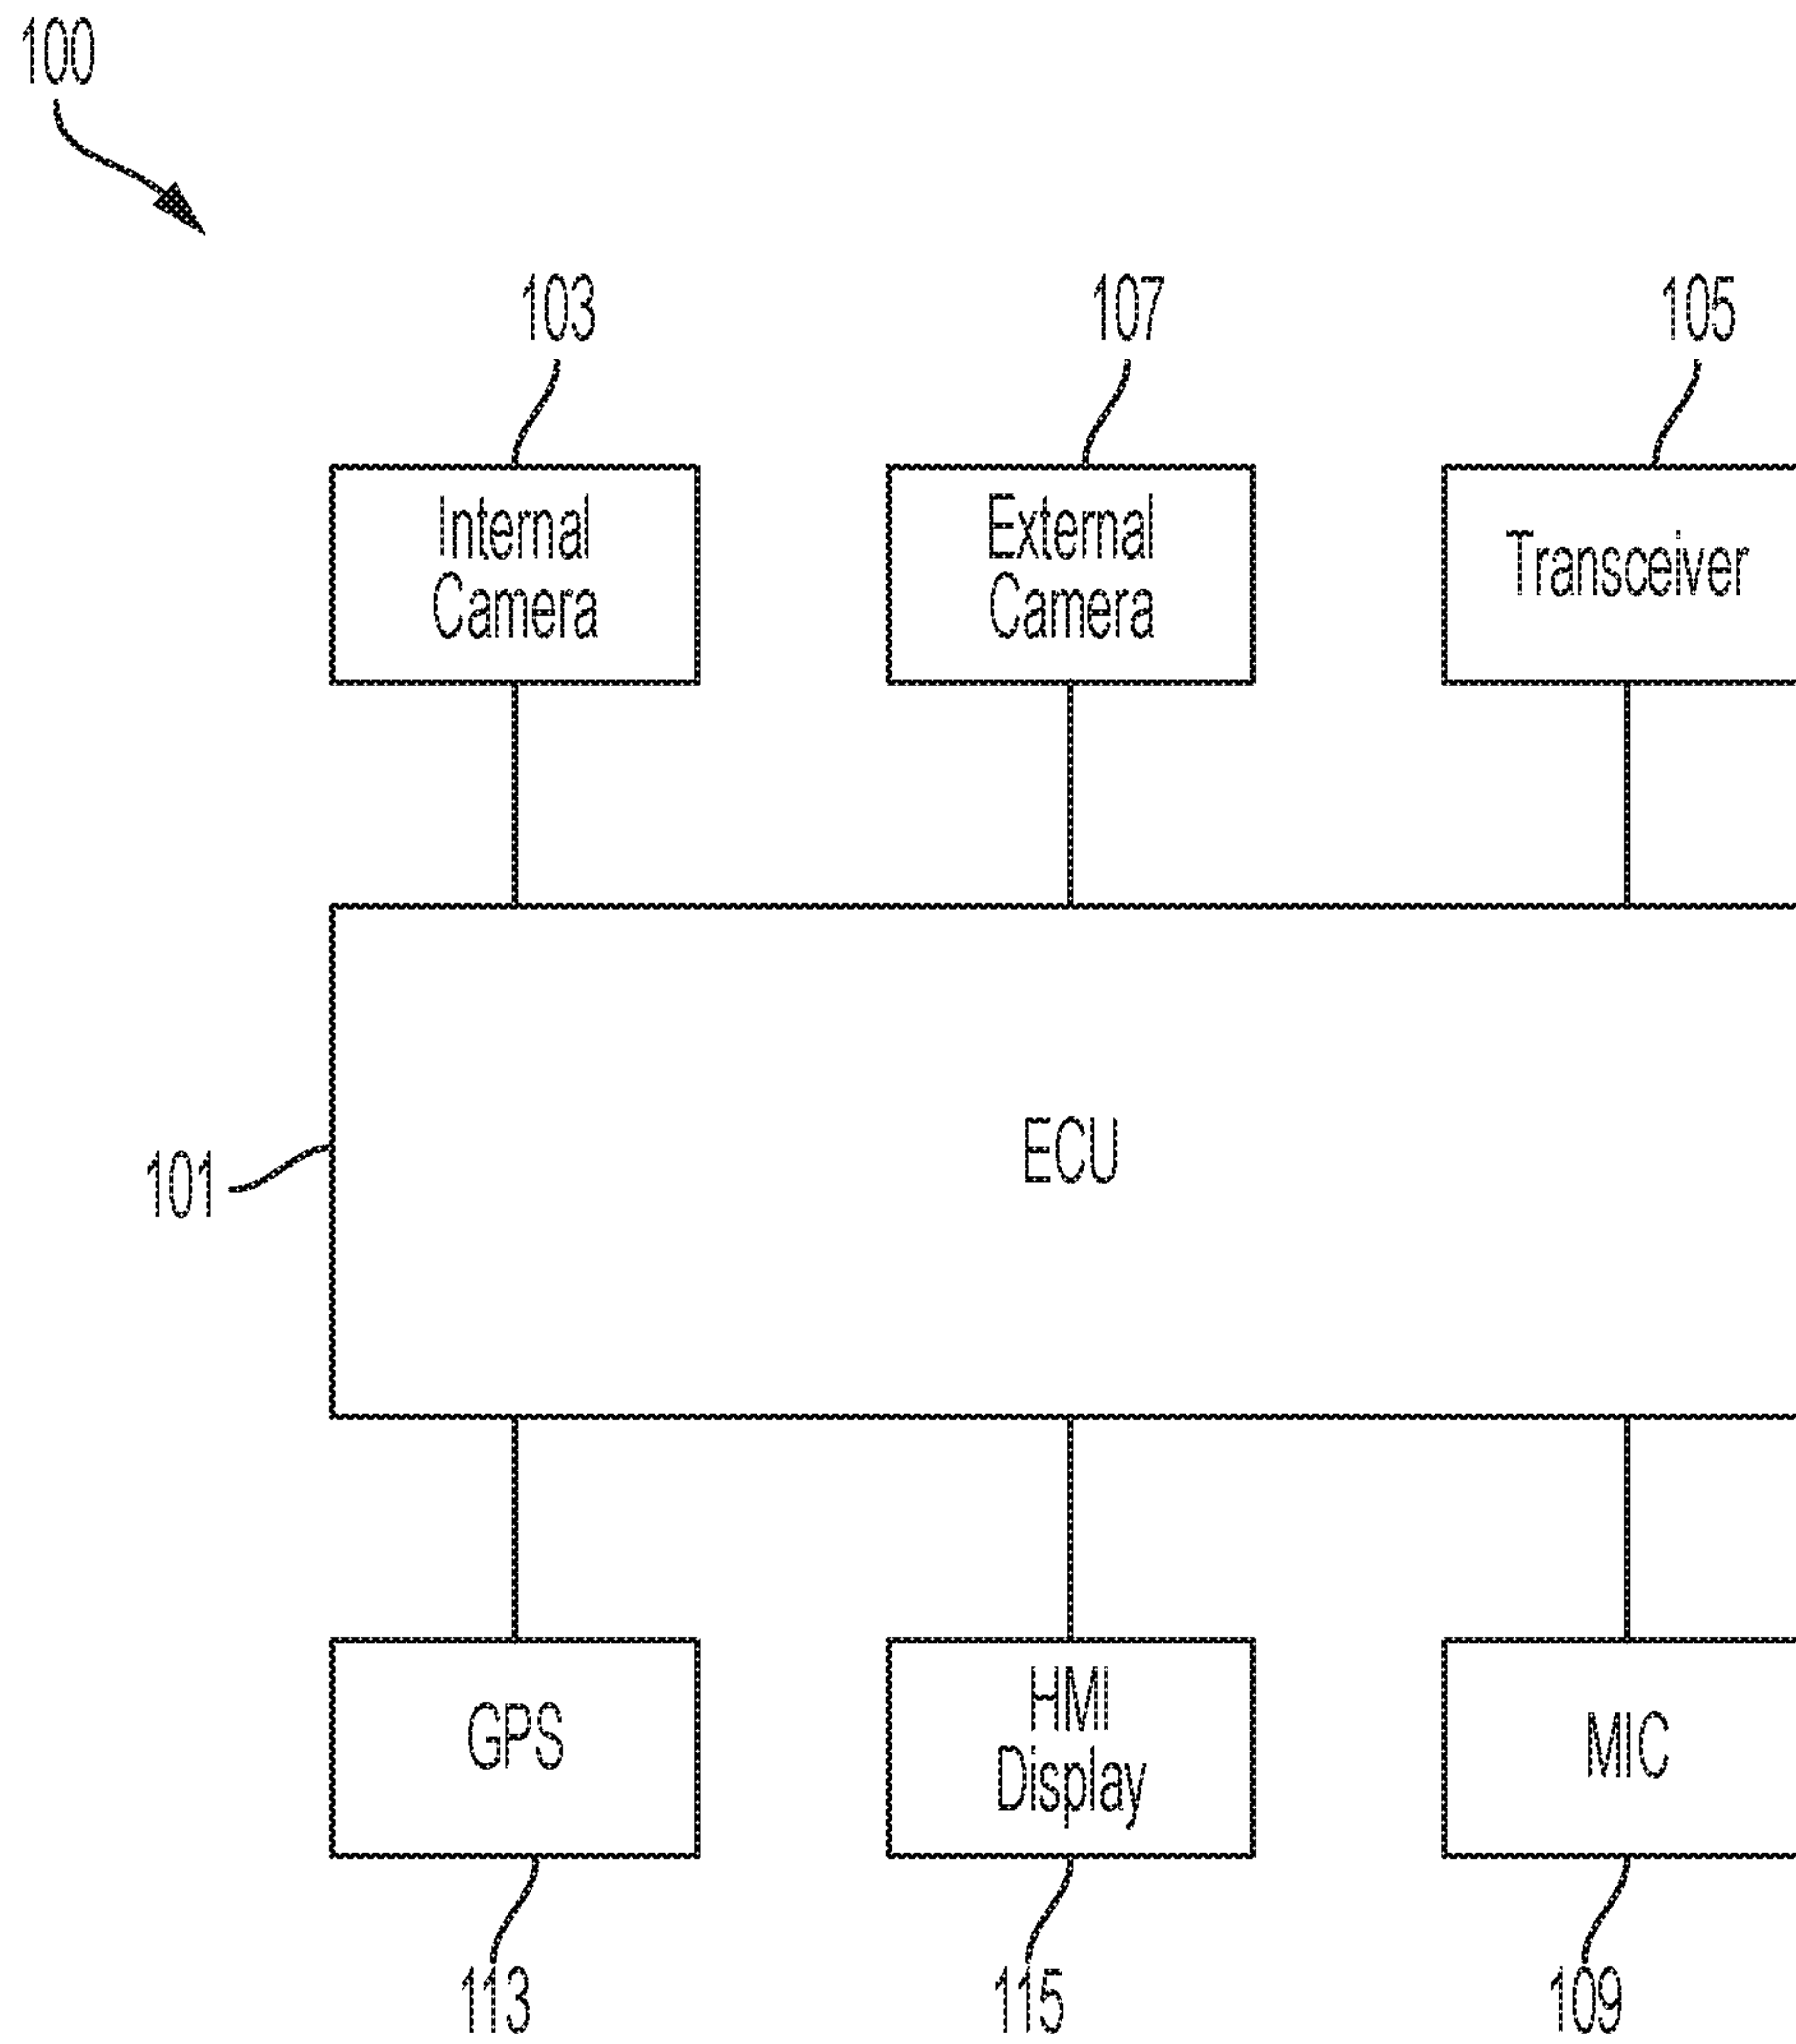 100
103
107
105
Internal
Camera
External
Camera
Transceiver
ECU
101
GPS
HMI
Display
MIC
113
115
109